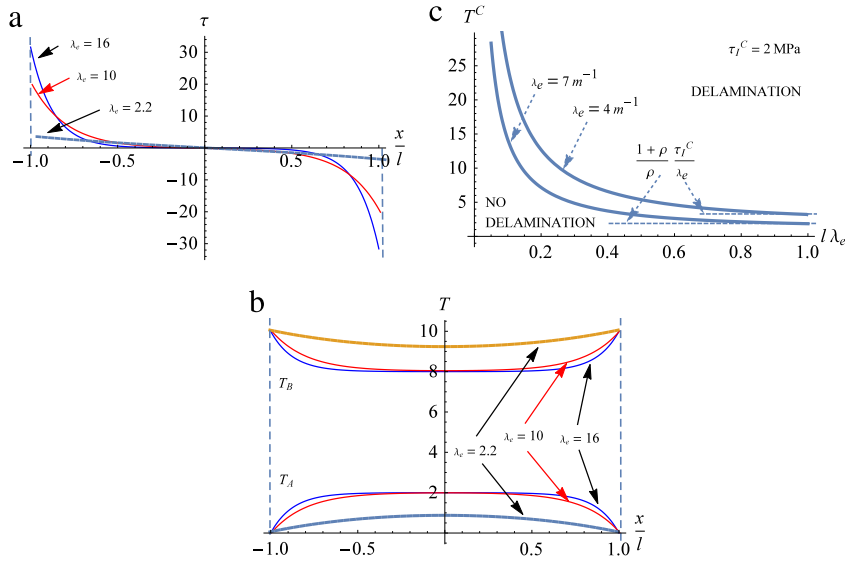 a
τ
30
20
10
−10
−20
−30
λe = 16
λe = 10
λe = 2.2
x
l
−1.0
−0.5
0.5
1.0
c
T^C
25
20
15
10
5
τ_I^C = 2 MPa
DELAMINATION
λe = 7 m⁻¹
λe = 4 m⁻¹
1 + ρ τ_I^C
ρ λe
NO
DELAMINATION
0.2
0.4
0.6
0.8
1.0
l λe
b
T
10
8
6
4
2
T_B
T_A
λe = 2.2
λe = 10
λe = 16
x
l
−1.0
−0.5
0.5
1.0